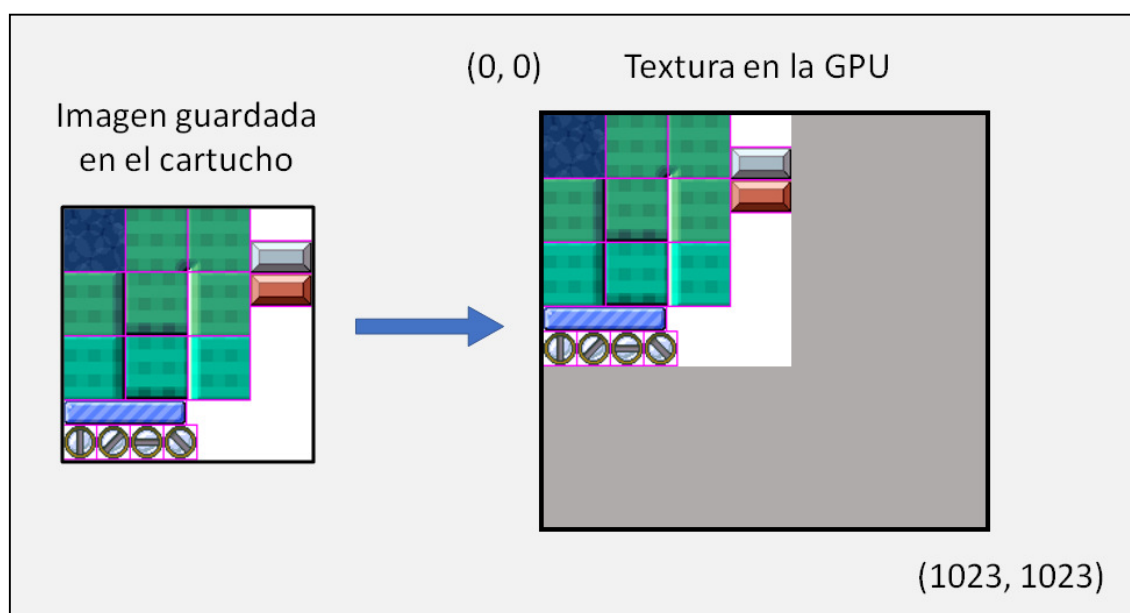 (0, 0)
Textura en la GPU
Imagen guardada
en el cartucho
(1023, 1023)